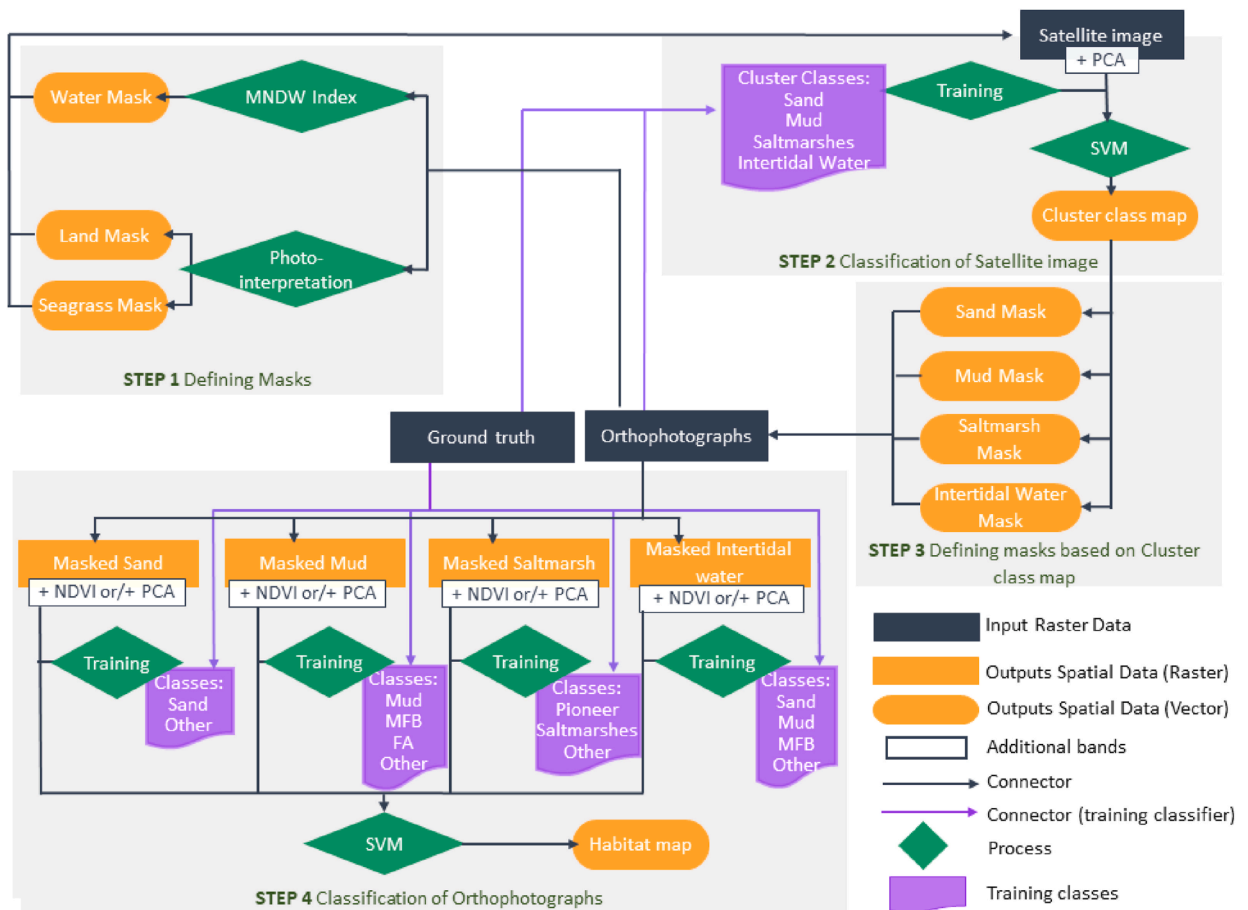 Satellite image
+ PCA
Water Mask
MNDW Index
Cluster Classes:
Sand
Mud
Saltmarshes
Intertidal Water
Training
SVM
Cluster class map
STEP 2 Classification of Satellite image
Land Mask
Photo-
interpretation
Seagrass Mask
STEP 1 Defining Masks
Sand Mask
Mud Mask
Saltmarsh
Mask
Intertidal Water
Mask
STEP 3 Defining masks based on Cluster
class map
Ground truth
Orthophotographs
Masked Sand
+ NDVI or/+ PCA
Masked Mud
+ NDVI or/+ PCA
Masked Saltmarsh
+ NDVI or/+ PCA
Masked Intertidal
water
+ NDVI or/+ PCA
Training
Classes:
Sand
Other
Training
Classes:
Mud
MFB
FA
Other
Training
Classes:
Pioneer
Saltmarshes
Other
Training
Classes:
Sand
Mud
MFB
Other
SVM
Habitat map
STEP 4 Classification of Orthophotographs
Input Raster Data
Outputs Spatial Data (Raster)
Outputs Spatial Data (Vector)
Additional bands
Connector
Connector (training classifier)
Process
Training classes